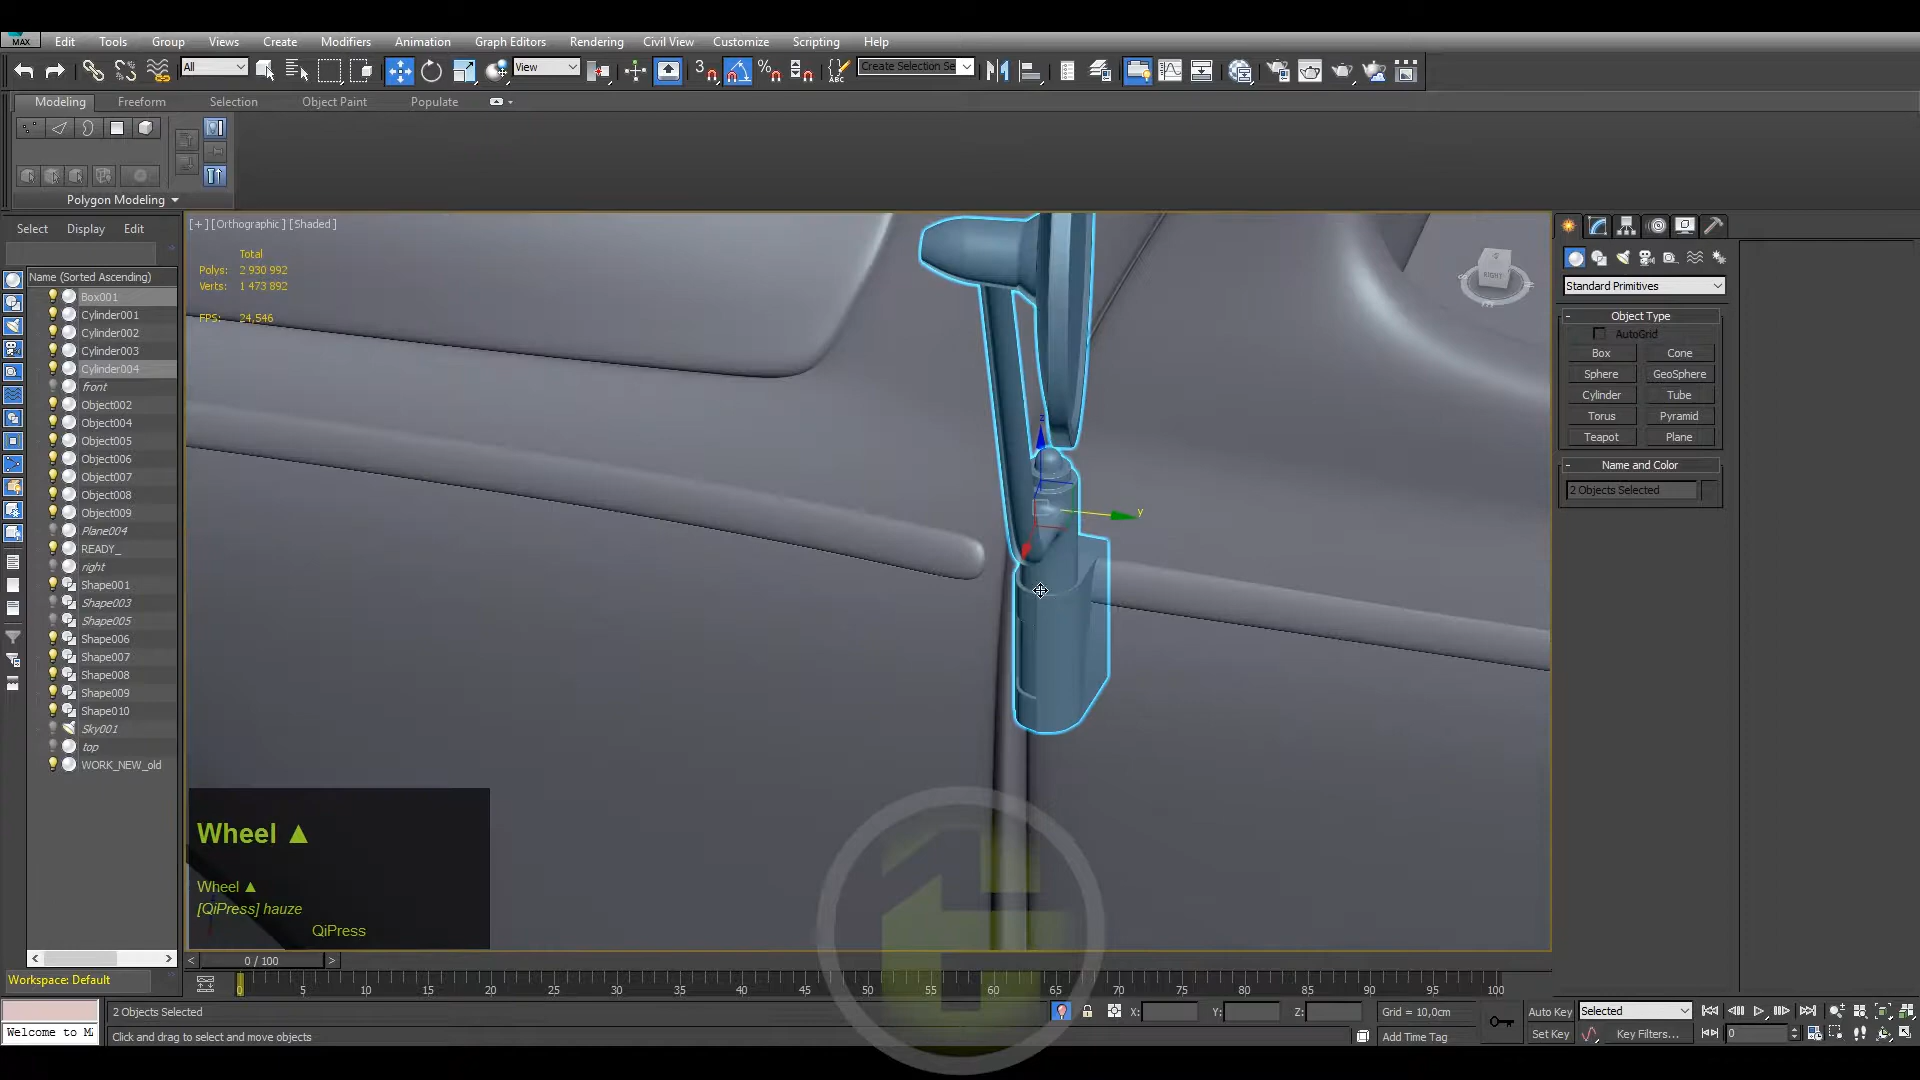 MAX
Edit Tools Group Views Create Modifiers Animation Graph Editors Rendering Civil View Customize Scripting Help
All View 3 Create Selection Se
Modeling Freeform Selection Object Paint Populate
Polygon Modeling
Select Display Edit
[+] [Orthographic] [Shaded]
Total
Polys: 2 930 992
Verts: 1 473 892
FPS: 24,546
RIGHT
Name (Sorted Ascending)
Box001
Cylinder001
Cylinder002
Cylinder003
Cylinder004
front
Object002
Object004
Object005
Object006
Object007
Object008
Object009
Plane004
READY_
right
Shape001
Shape003
Shape005
Shape006
Shape007
Shape008
Shape009
Shape010
Sky001
top
WORK_NEW_old
z
y
Standard Primitives
- Object Type
AutoGrid
Box Cone
Sphere GeoSphere
Cylinder Tube
Torus Pyramid
Teapot Plane
- Name and Color
2 Objects Selected
Wheel ▲
Wheel ▲
[QiPress] hauze
QiPress
< 0 / 100 >
Workspace: Default
0 5 10 15 20 25 30 35 40 45 50 55 60 65 70 75 80 85 90 95 100
2 Objects Selected X: Y: Z: Grid = 10,0cm Auto Key Selected
Welcome to M
Click and drag to select and move objects Add Time Tag Set Key Key Filters... 0